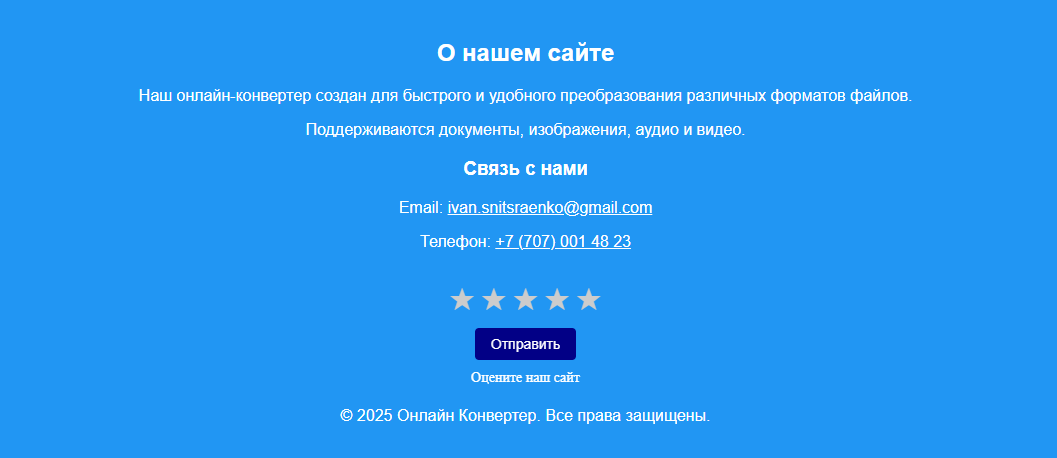 О нашем сайте
Наш онлайн-конвертер создан для быстрого и удобного преобразования различных форматов файлов.
Поддерживаются документы, изображения, аудио и видео.
Связь с нами
Email: ivan.snitsraenko@gmail.com
Телефон: +7 (707) 001 48 23
Отправить
Оцените наш сайт
© 2025 Онлайн Конвертер. Все права защищены.